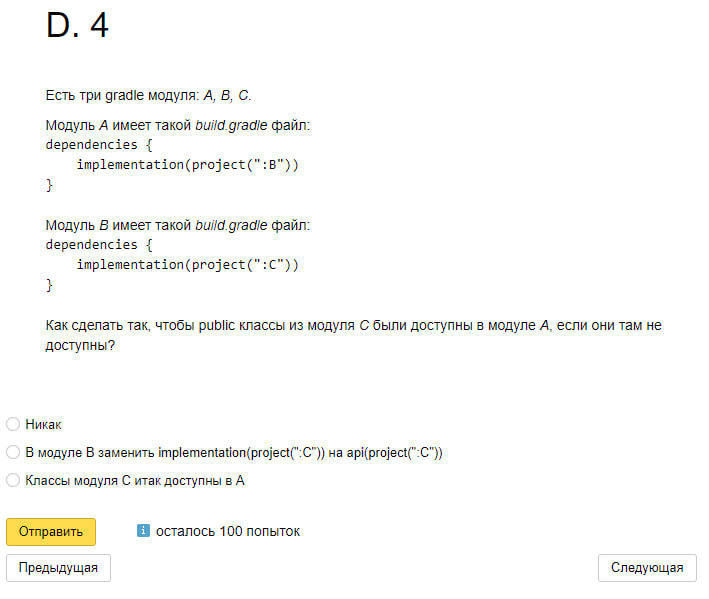 D. 4
Есть три gradle модуля: A, B, C.
Модуль A имеет такой build.gradle файл:
dependencies {
    implementation(project(":B"))
}
Модуль B имеет такой build.gradle файл:
dependencies {
    implementation(project(":C"))
}
Как сделать так, чтобы public классы из модуля C были доступны в модуле A, если они там не
доступны?
Никак
В модуле B заменить implementation(project(":C")) на api(project(":C"))
Классы модуля C итак доступны в A
Отправить
i осталось 100 попыток
Предыдущая
Следующая